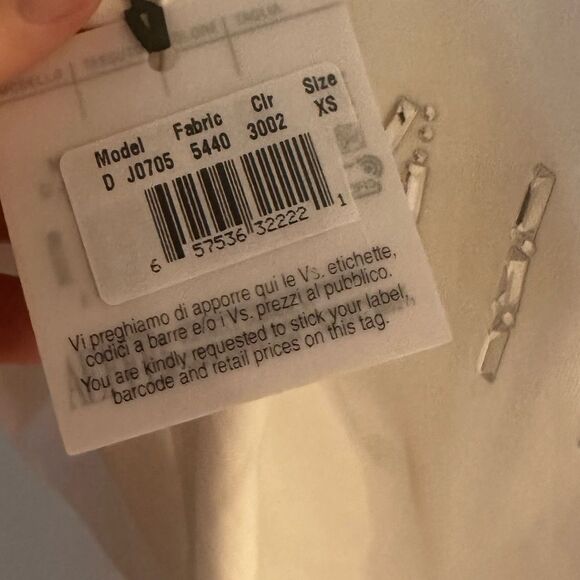 MODELLO TAGLIA
Model Fabric Clr Size
D J0705 5440 3002 XS
6 57536 32222 1
Vi preghiamo di apporre qui le Vs. etichette,
codici a barre e/o i Vs. prezzi al pubblico.
You are kindly requested to stick your label,
barcode and retail prices on this tag.